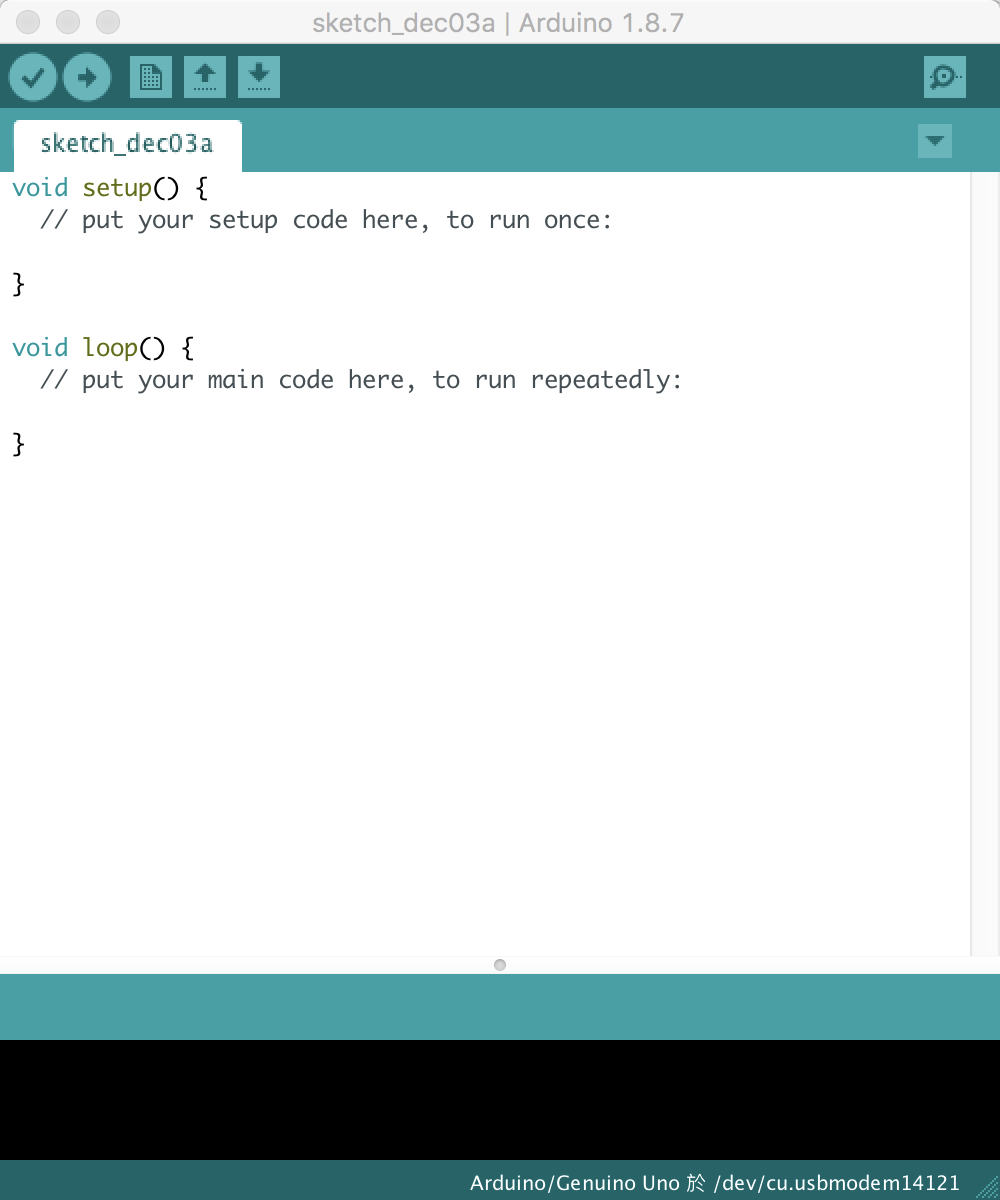 sketch_dec03a | Arduino 1.8.7
sketch_dec03a
void setup() {
  // put your setup code here, to run once:
}
void loop() {
  // put your main code here, to run repeatedly:
}
Arduino/Genuino Uno 於 /dev/cu.usbmodem14121